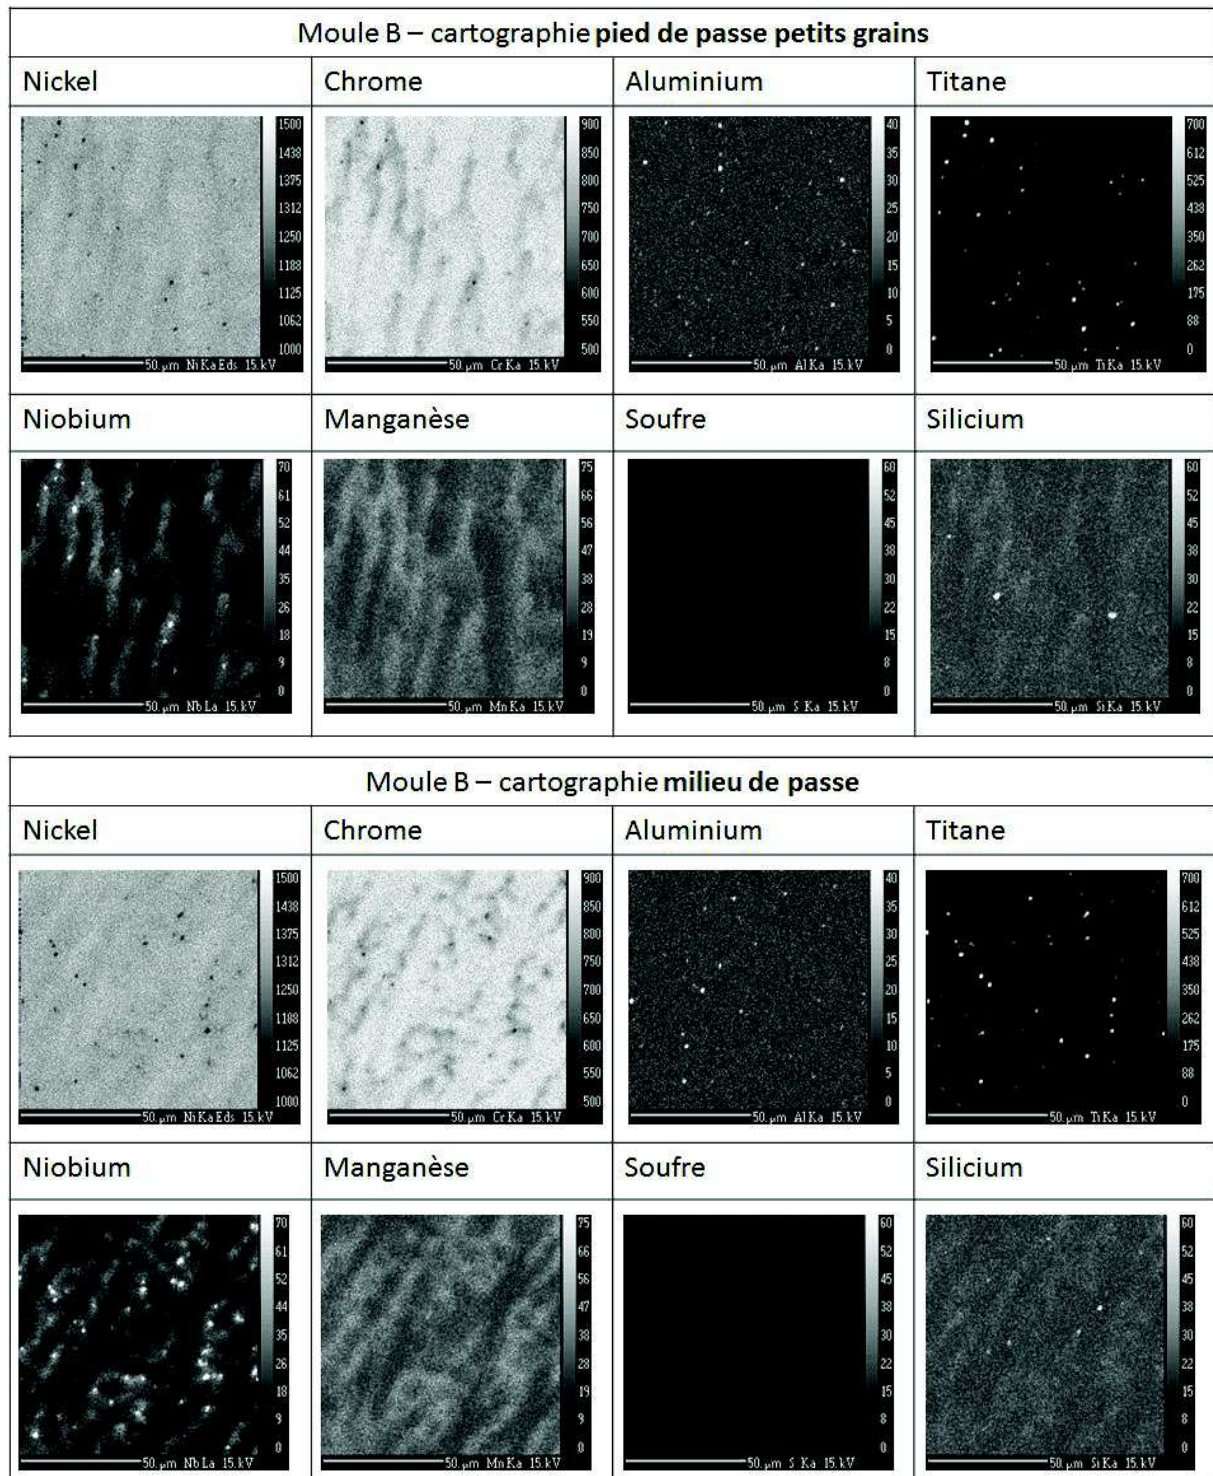 Moule B – cartographie pied de passe petits grains
Nickel Chrome Aluminium Titane
1500 1438 1375 1312 1250 1188 1125 1062 1000
50. µm Ni Ka Eds 15. kV
900 850 800 750 700 650 600 550 500
50. µm Cr Ka 15. kV
40 35 30 25 20 15 10 5 0
50. µm Al Ka 15. kV
700 612 525 438 350 262 175 88 0
50. µm Ti Ka 15. kV
Niobium Manganèse Soufre Silicium
70 61 52 44 35 26 18 9 0
50. µm Nb La 15. kV
75 66 56 47 38 28 19 9 0
50. µm Mn Ka 15. kV
60 52 45 38 30 22 15 8 0
50. µm S Ka 15. kV
60 52 45 38 30 22 15 8 0
50. µm Si Ka 15. kV
Moule B – cartographie milieu de passe
Nickel Chrome Aluminium Titane
1500 1438 1375 1312 1250 1188 1125 1062 1000
50. µm Ni Ka Eds 15. kV
900 850 800 750 700 650 600 550 500
50. µm Cr Ka 15. kV
40 35 30 25 20 15 10 5 0
50. µm Al Ka 15. kV
700 612 525 438 350 262 175 88 0
50. µm Ti Ka 15. kV
Niobium Manganèse Soufre Silicium
70 61 52 44 35 26 18 9 0
50. µm Nb La 15. kV
75 66 56 47 38 28 19 9 0
50. µm Mn Ka 15. kV
60 52 45 38 30 22 15 8 0
50. µm S Ka 15. kV
60 52 45 38 30 22 15 8 0
50. µm Si Ka 15. kV